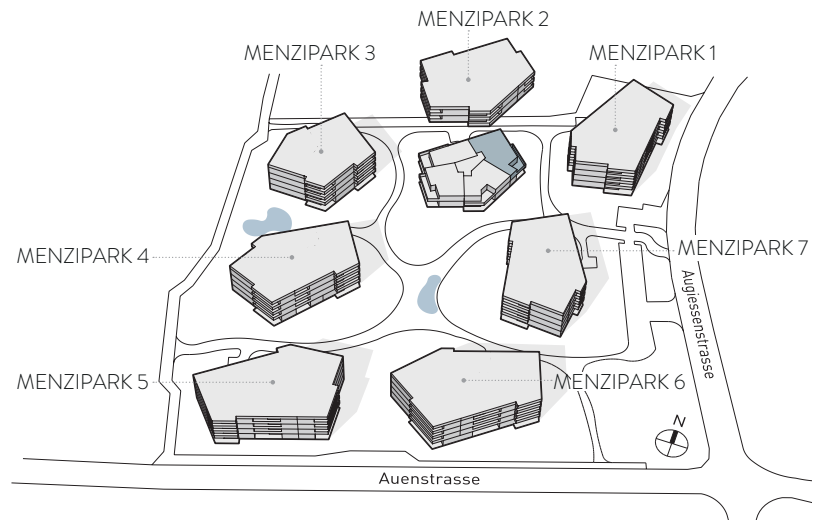 MENZIPARK 2
MENZIPARK 3
MENZIPARK 1
MENZIPARK 4
MENZIPARK 7
Augiessenstrasse
MENZIPARK 5
MENZIPARK 6
N
Auenstrasse